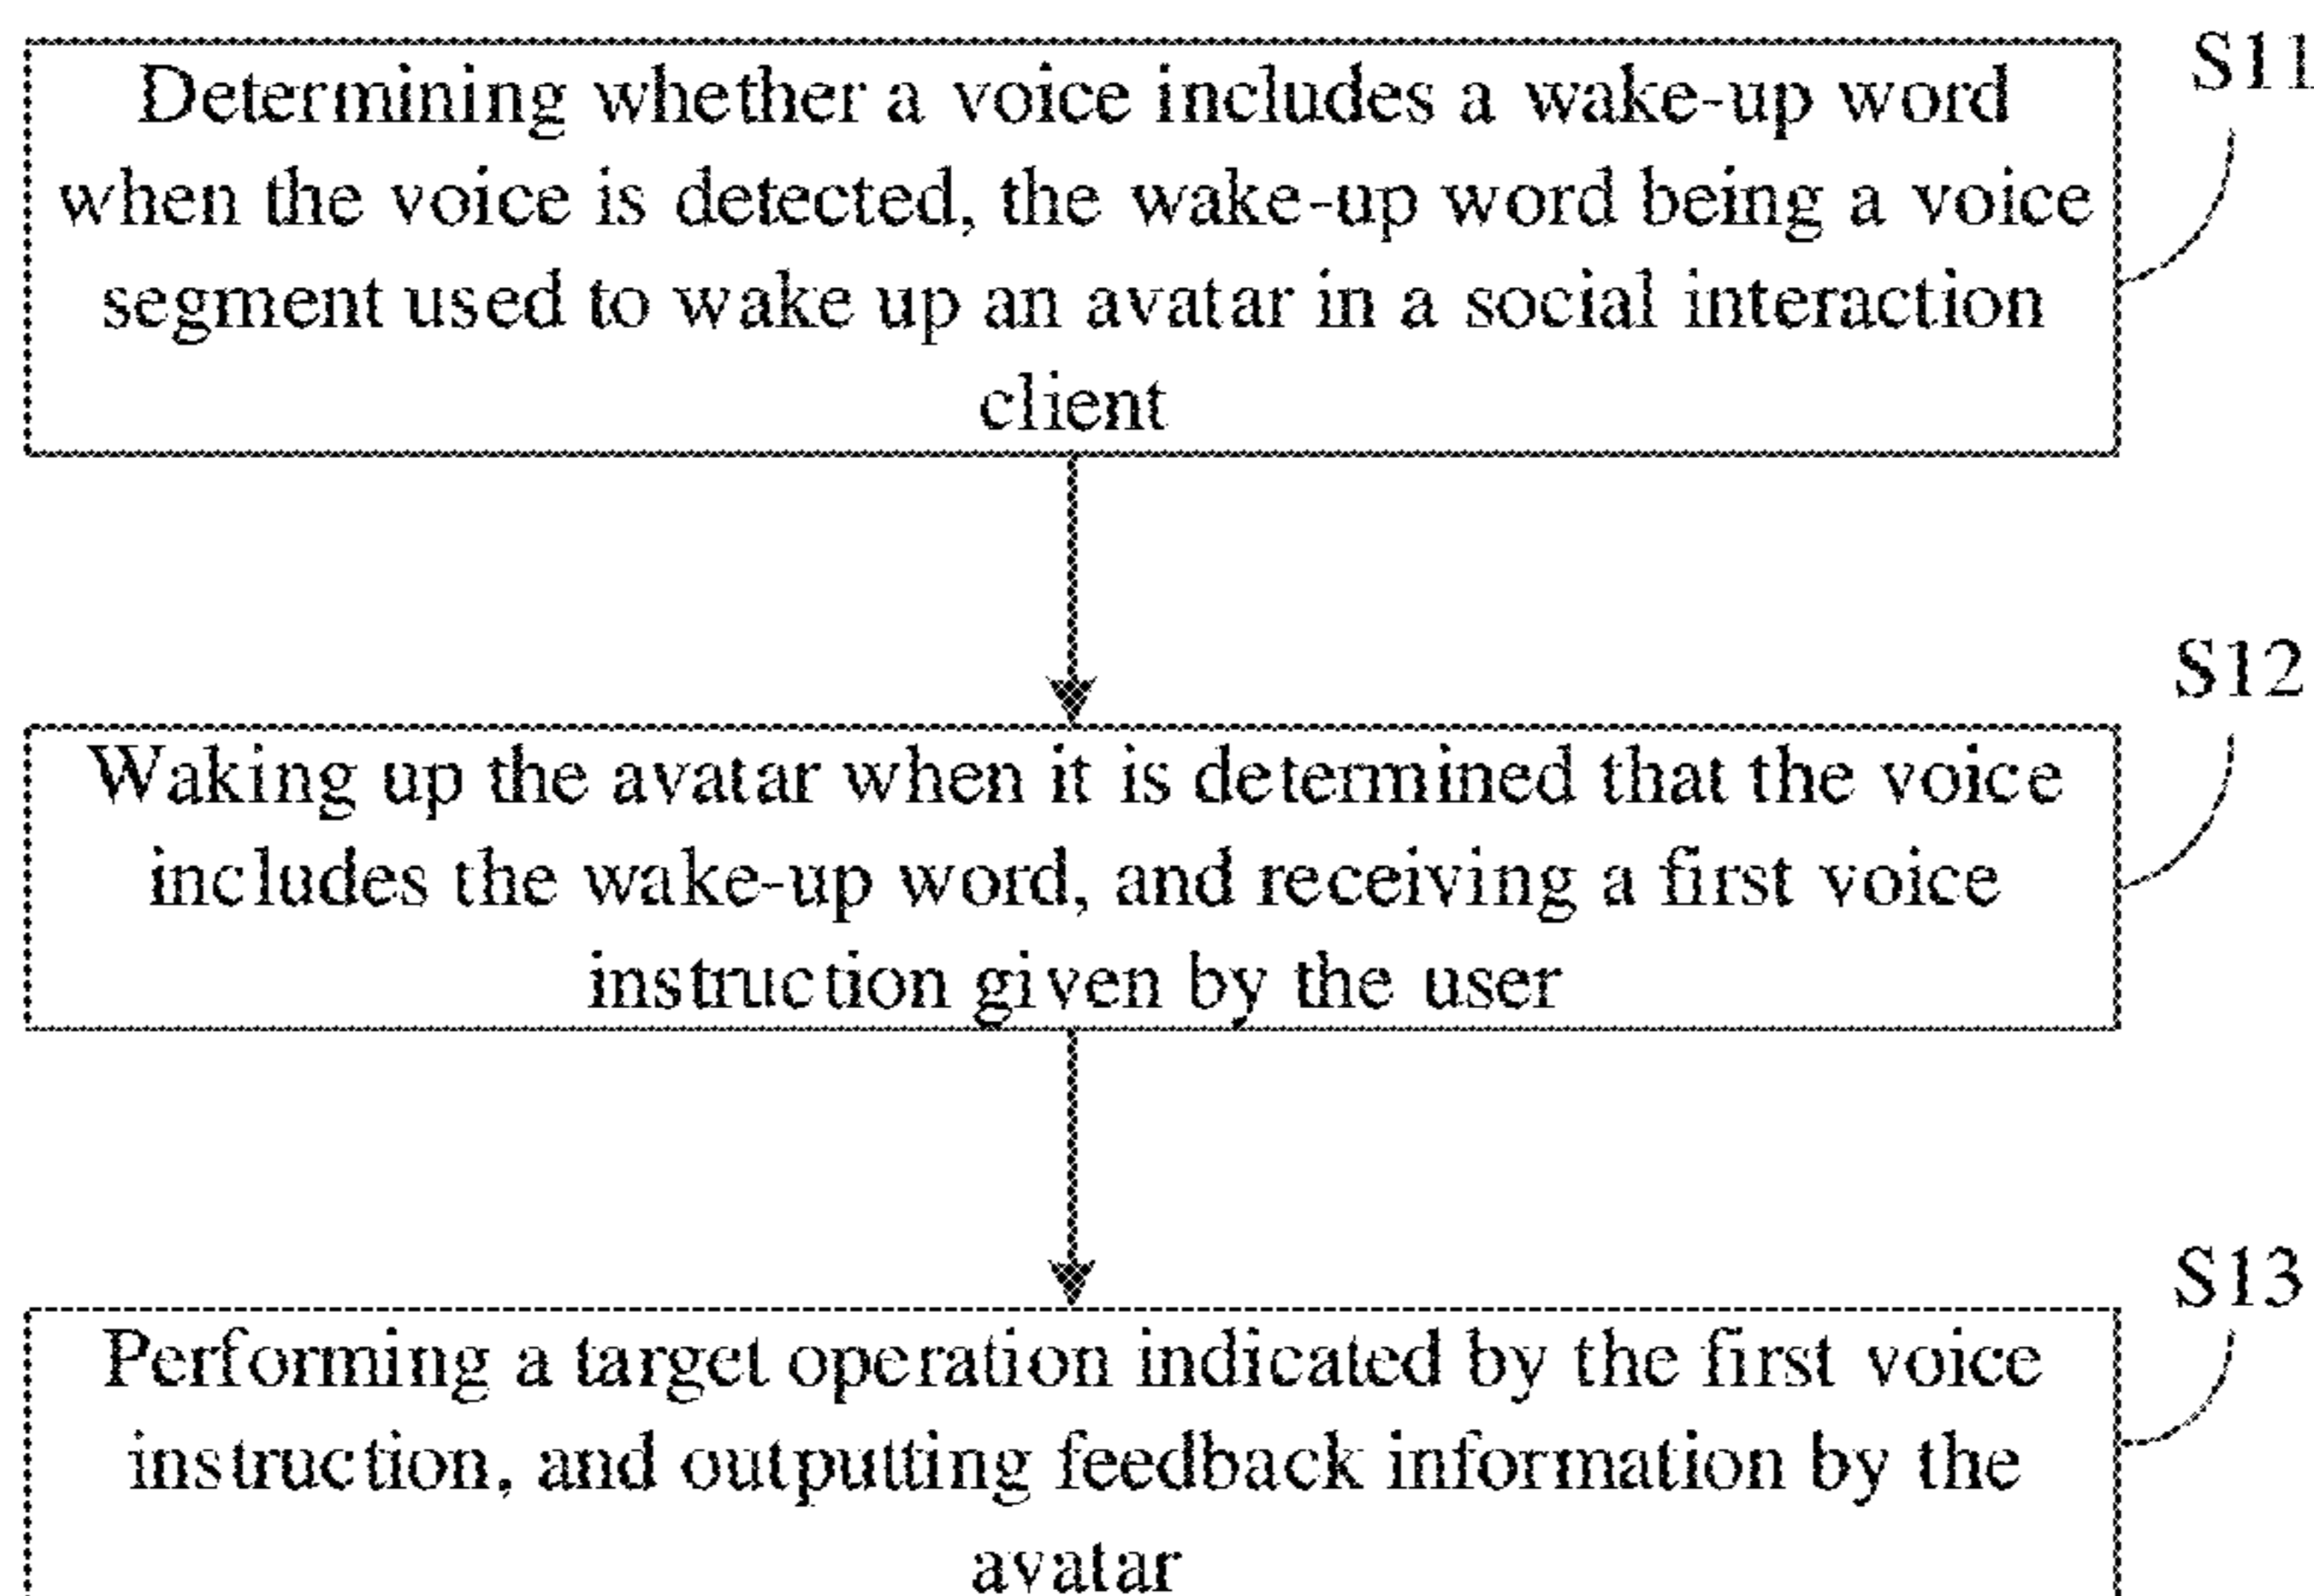 Determining whether a voice includes a wake-up word
when the voice is detected, the wake-up word being a voice
segment used to wake up an avatar in a social interaction
client
S11
Waking up the avatar when it is determined that the voice
includes the wake-up word, and receiving a first voice
instruction given by the user
S12
Performing a target operation indicated by the first voice
instruction, and outputting feedback information by the
avatar
S13